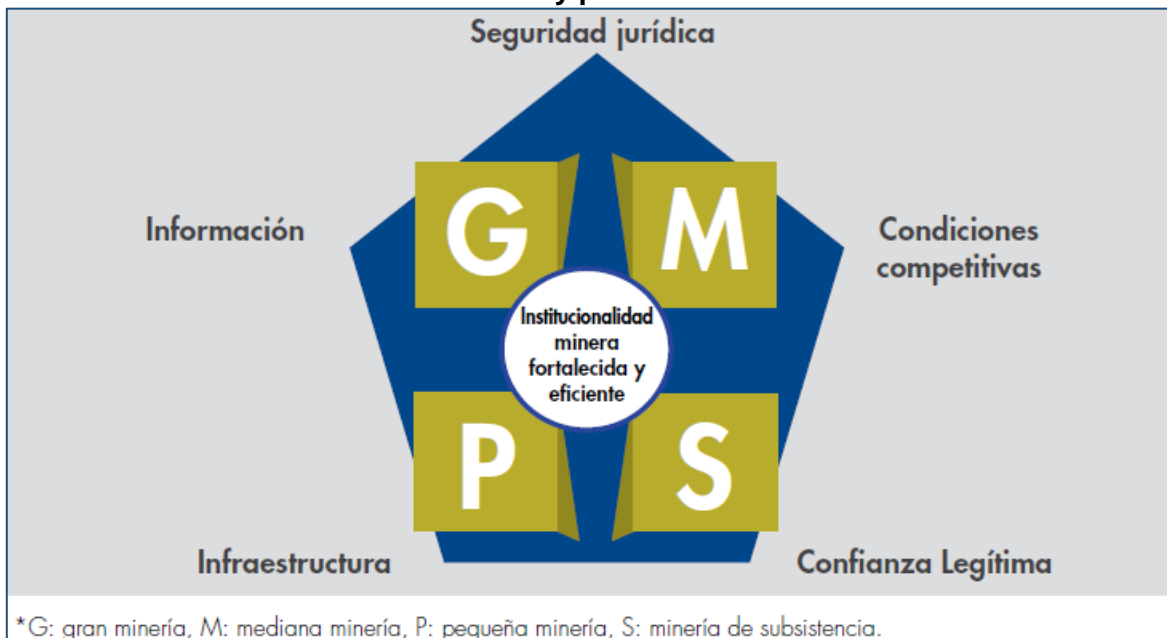 y p
Seguridad jurídica
Información
G
M
Condiciones
competitivas
Institucionalidad
minera
fortalecida y
eficiente
P
S
Infraestructura
Confianza Legítima
*G: gran minería, M: mediana minería, P: pequeña minería, S: minería de subsistencia.